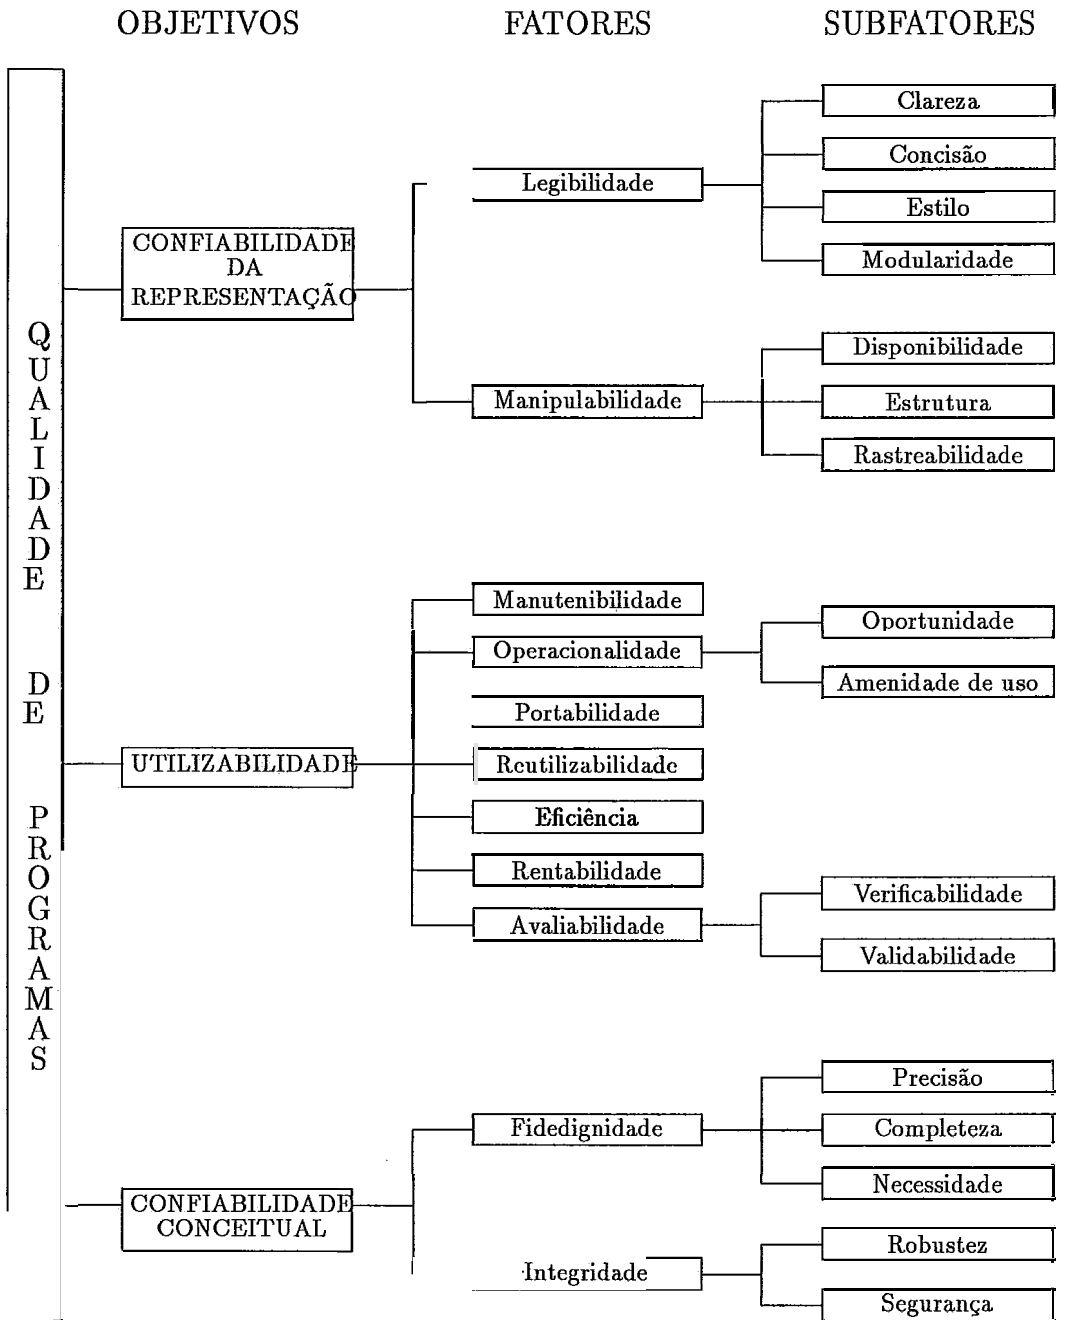 OBJETIVOS FATORES SUBFATORES
QUALIDADE DE PROGRAMAS
CONFIABILIDADE
DA
REPRESENTAÇÃO
Legibilidade
Clareza
Concisão
Estilo
Modularidade
Manipulabilidade
Disponibilidade
Estrutura
Rastreabilidade
UTILIZABILIDADE
Manutenibilidade
Operacionalidade
Oportunidade
Amenidade de uso
Portabilidade
Reutilizabilidade
Eficiência
Rentabilidade
Avaliabilidade
Verificabilidade
Validabilidade
CONFIABILIDADE
CONCEITUAL
Fidedignidade
Precisão
Completeza
Necessidade
Integridade
Robustez
Segurança